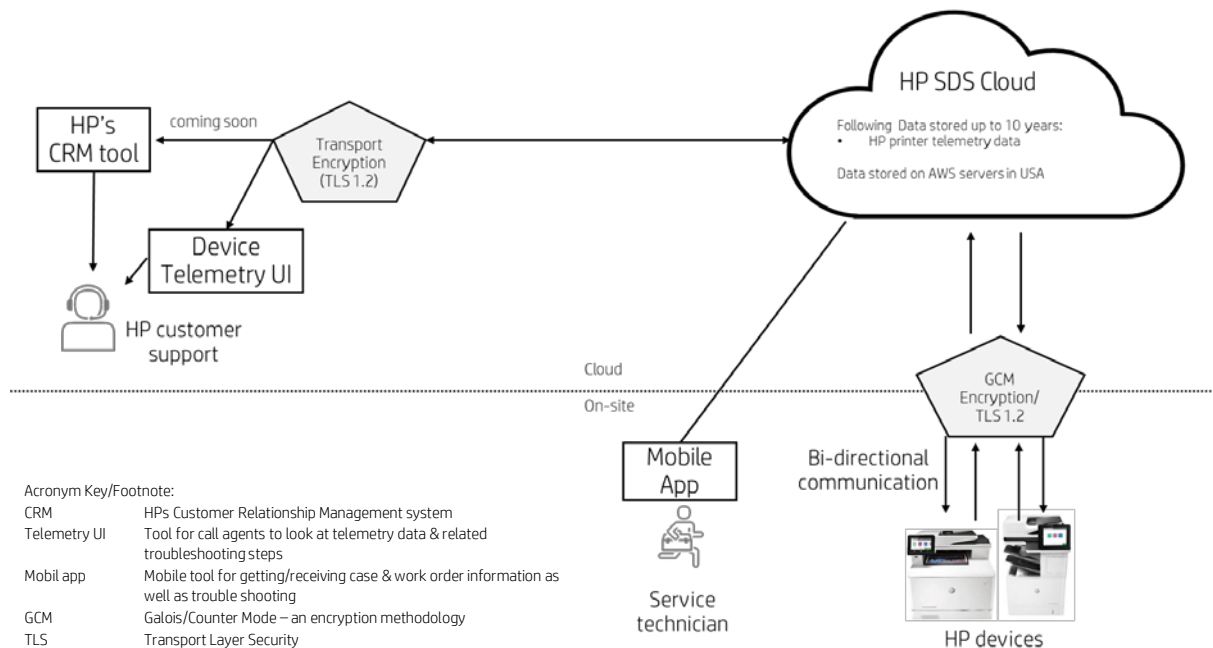 HP SDS Cloud
Following Data stored up to 10 years:
• HP printer telemetry data
Data stored on AWS servers in USA
HP's
CRM tool
coming soon
Transport
Encryption
(TLS 1.2)
Device
Telemetry UI
HP customer
support
Cloud
On-site
GCM
Encryption/
TLS 1.2
Mobile
App
Bi-directional
communication
Service
technician
HP devices
Acronym Key/Footnote:
CRM HPs Customer Relationship Management system
Telemetry UI Tool for call agents to look at telemetry data & related
troubleshooting steps
Mobil app Mobile tool for getting/receiving case & work order information as
well as trouble shooting
GCM Galois/Counter Mode – an encryption methodology
TLS Transport Layer Security